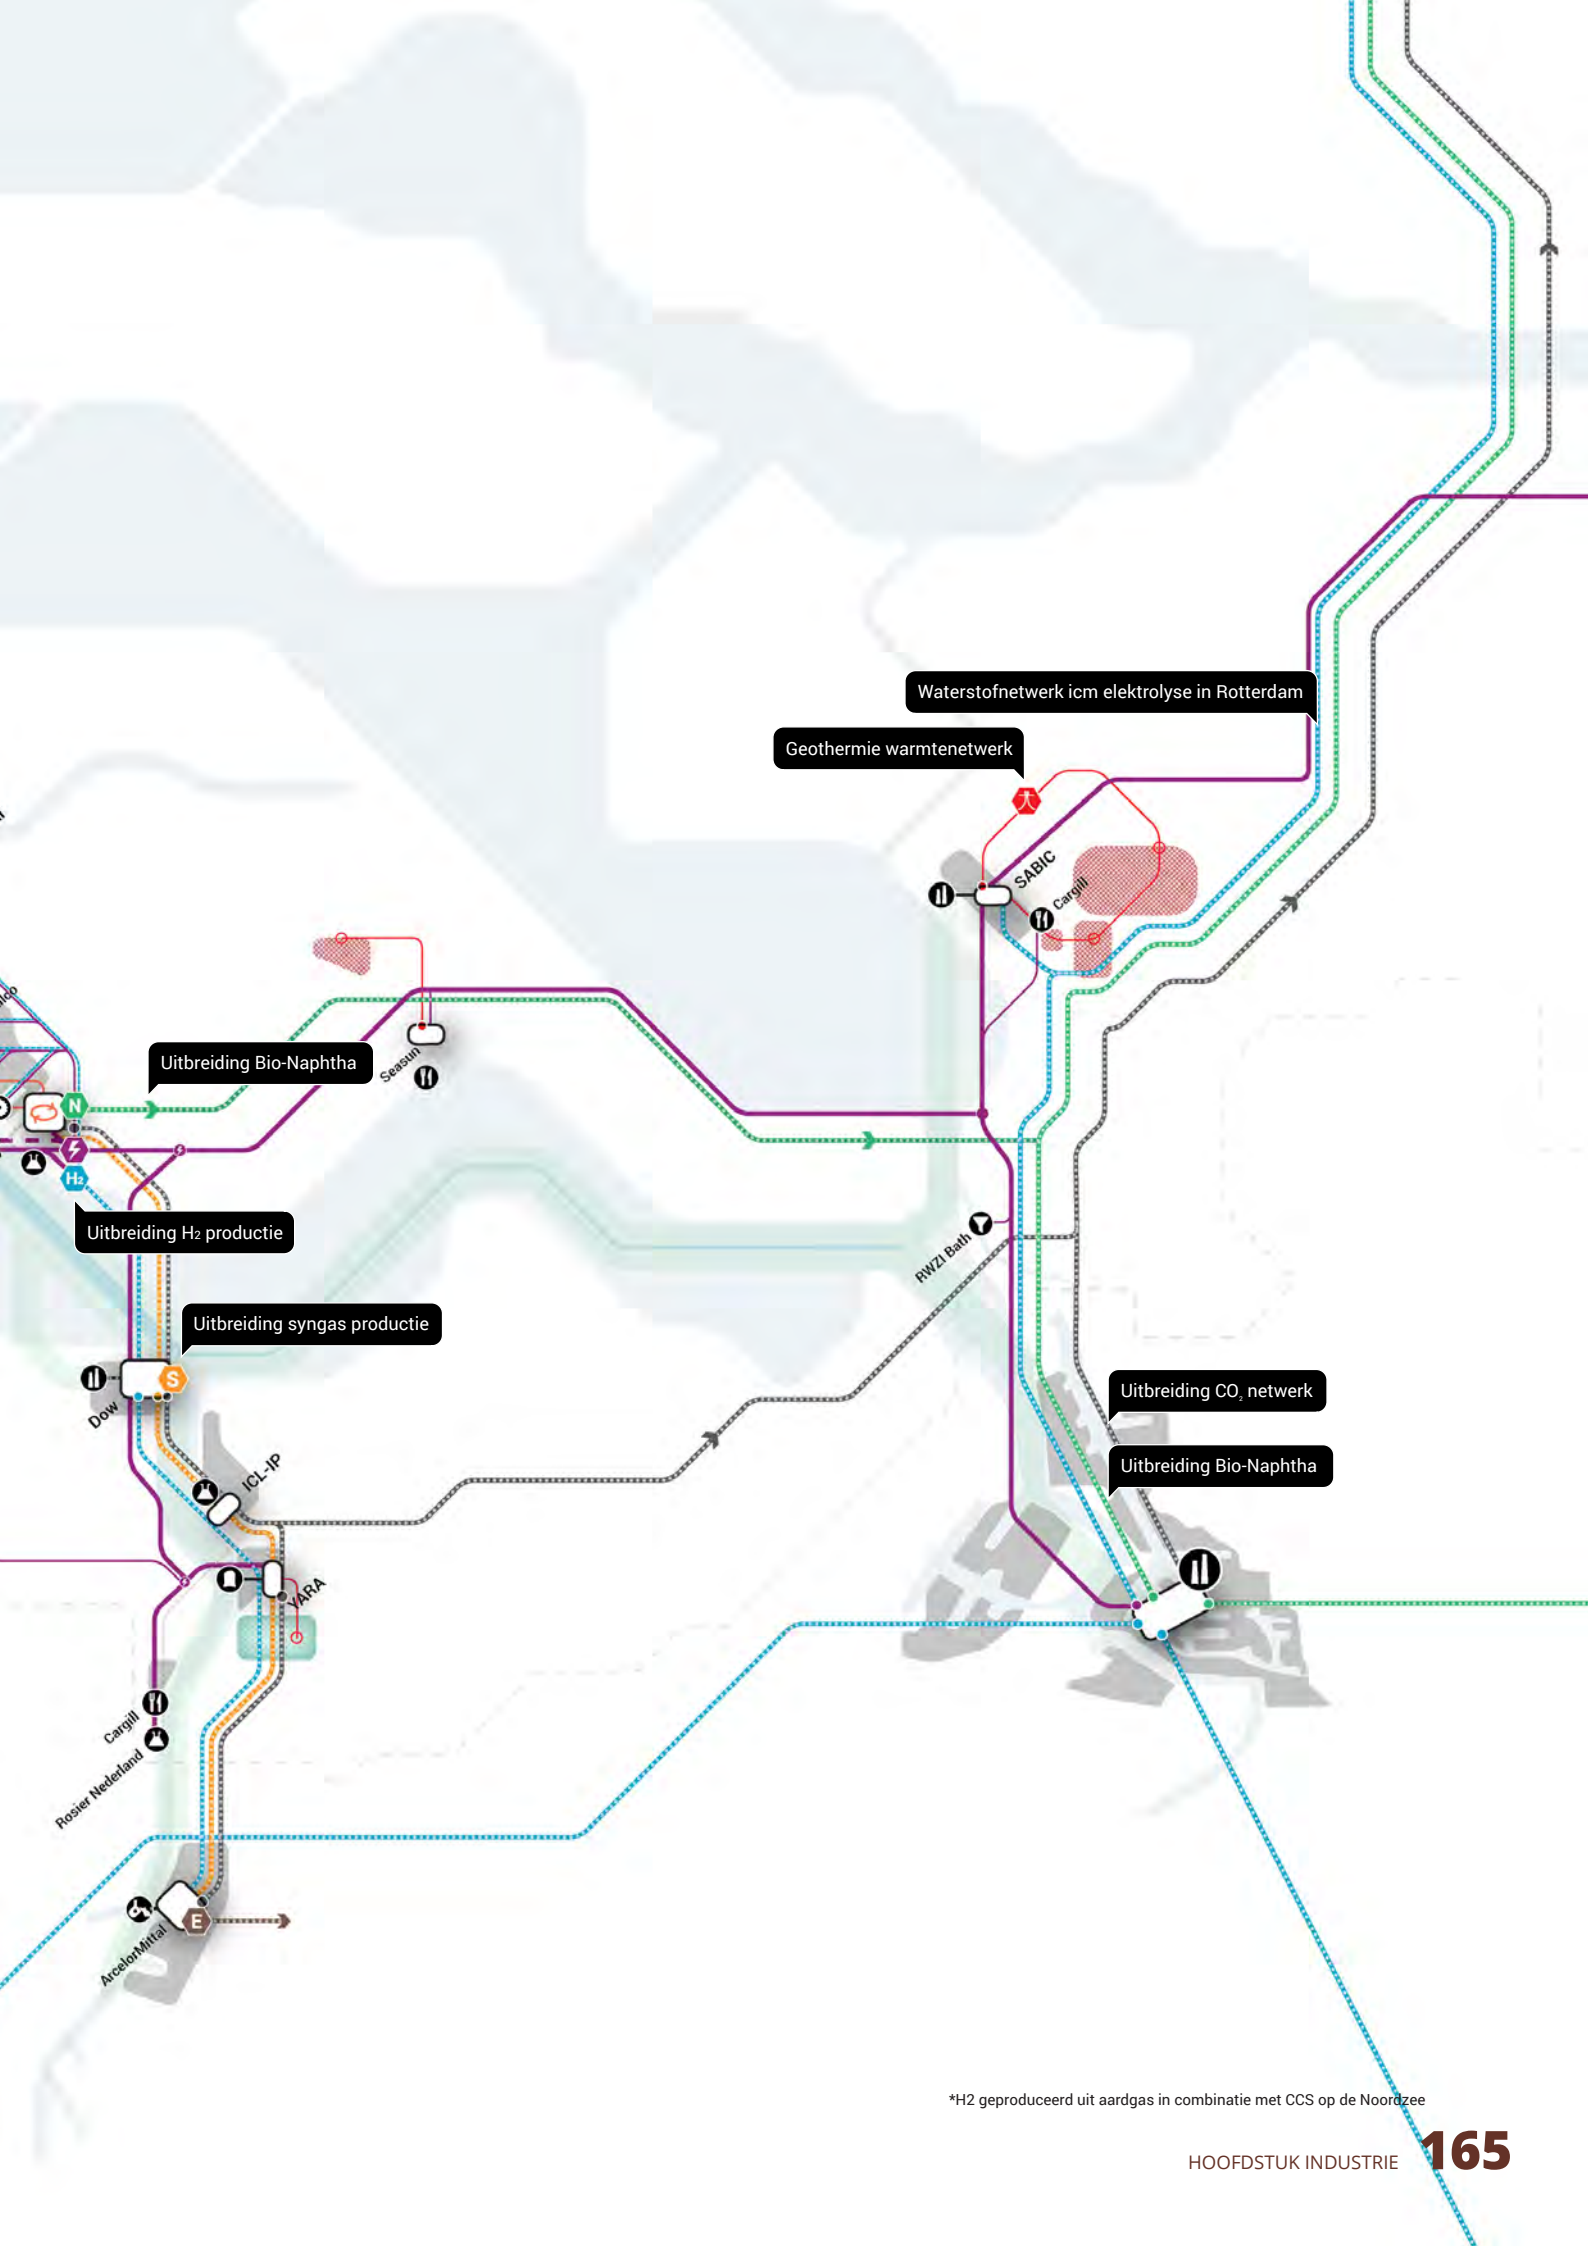 Waterstofnetwerk icm elektrolyse in Rotterdam
Geothermie warmtenetwerk
SABIC
Cargill
Uitbreiding Bio-Naphtha
Seasun
N
H2
Uitbreiding H2 productie
RWZI Bath
Uitbreiding syngas productie
S
Dow
Uitbreiding CO2 netwerk
ICL-IP
Uitbreiding Bio-Naphtha
YARA
Cargill
Rosier Nederland
E
ArcelorMittal
*H2 geproduceerd uit aardgas in combinatie met CCS op de Noordzee
HOOFDSTUK INDUSTRIE 165